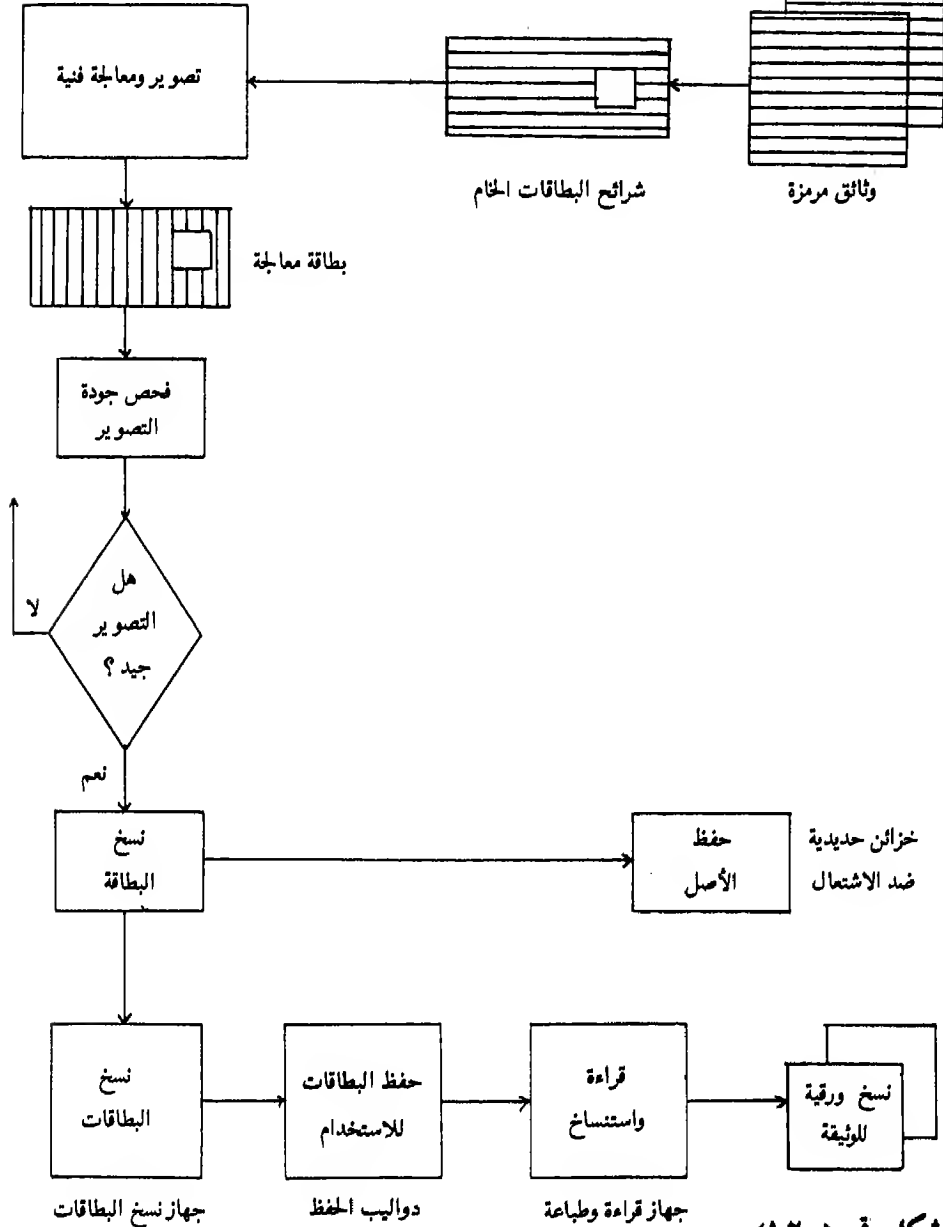 تصوير ومعالجة فنية
شرائح البطاقات الخام
وثائق مرمزة
بطاقة معالجة
فحص جودة
التصوير
هل
التصوير
جيد ؟
لا
نعم
نسخ
البطاقة
حفظ
الأصل
خزائن حديدية
ضد الاشتعال
نسخ
البطاقات
حفظ البطاقات
للاستخدام
قراءة
واستنساخ
نسخ ورقية
للوثيقة
جهاز نسخ البطاقات
دواليب الحفظ
جهاز قراءة وطباعة